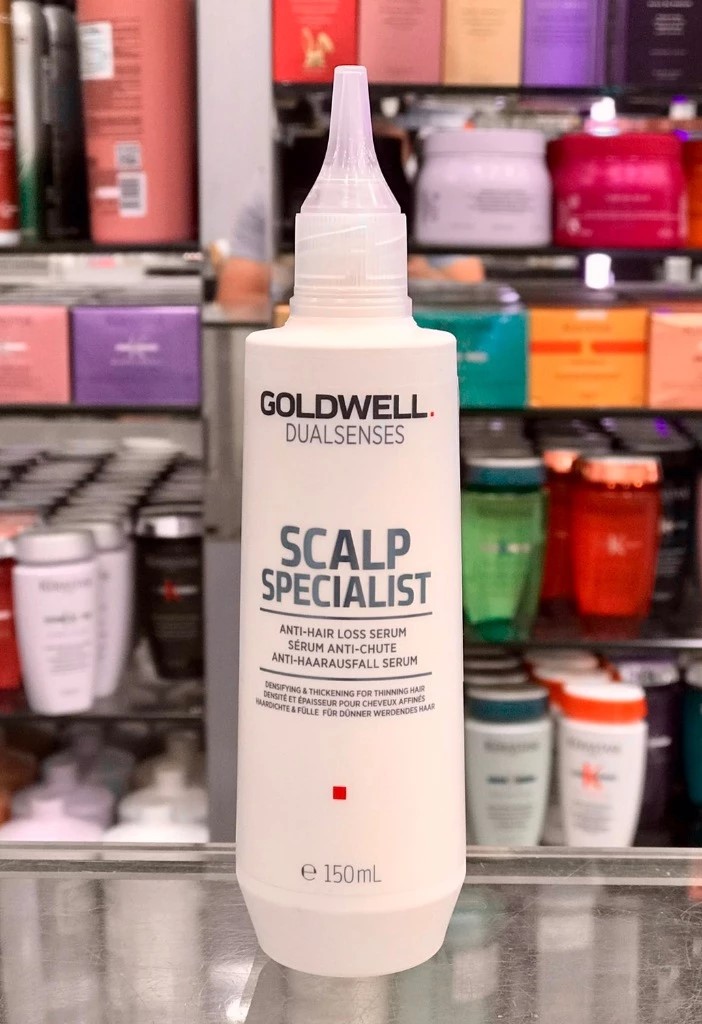 GOLDWELL.
DUALSENSES
SCALP
SPECIALIST
ANTI-HAIR LOSS SERUM
SÉRUM ANTI-CHUTE
ANTI-HAARAUSFALL SERUM
DENSIFYING & THICKENING FOR THINNING HAIR
DENSITÉ ET ÉPAISSEUR POUR CHEVEUX AFFINÉS
HAARDICHTE & FÜLLE FÜR DÜNNER WERDENDES HAAR
℮ 150mL